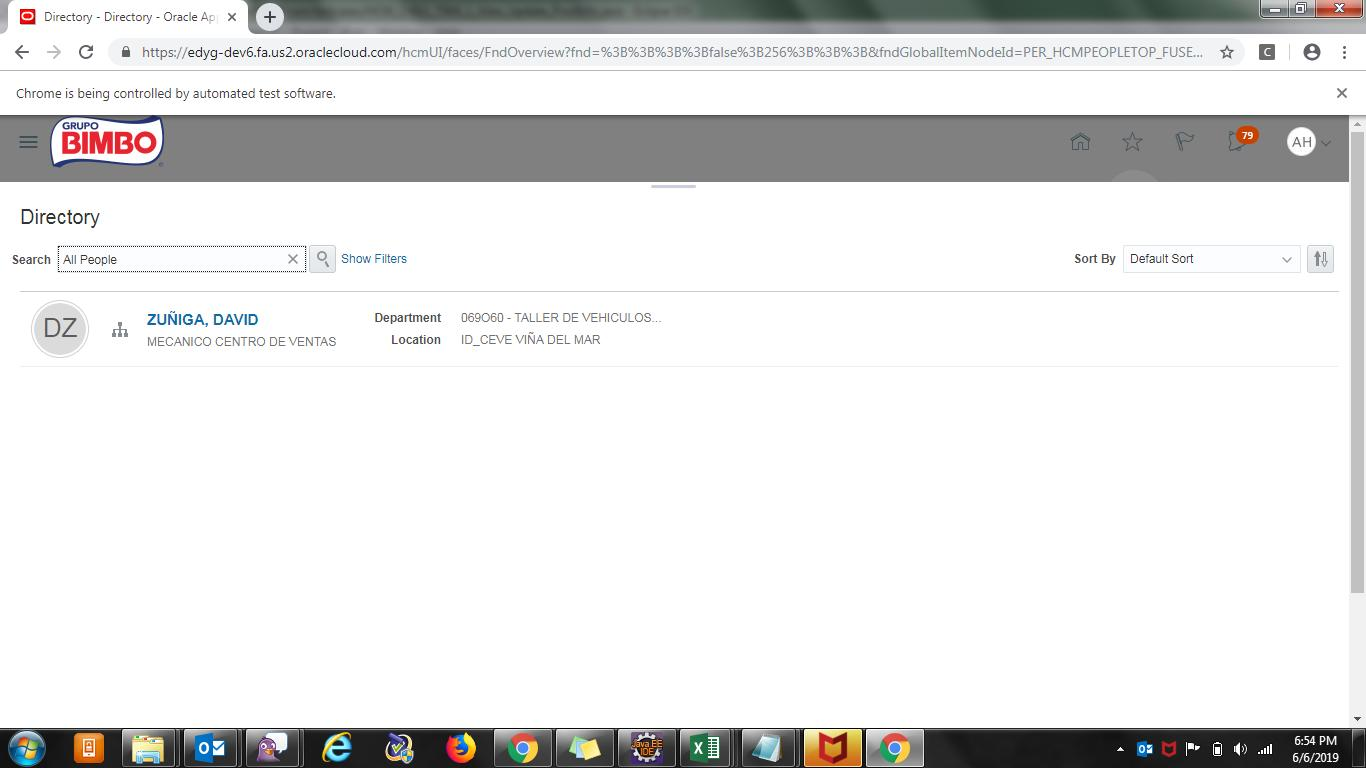 Directory - Directory - Oracle Ap
https://edyg-dev6.fa.us2.oraclecloud.com/hcmUI/faces/FndOverview?fnd=%3B%3B%3B%3Bfalse%3B256%3B%3B%3B&fndGlobalItemNodeId=PER_HCMPEOPLETOP_FUSE...
C
Chrome is being controlled by automated test software.
GRUPO
BIMBO
79
AH
Directory
Search
All People
Show Filters
Sort By
Default Sort
DZ
ZUÑIGA, DAVID
MECANICO CENTRO DE VENTAS
Department
069O60 - TALLER DE VEHICULOS...
Location
ID_CEVE VIÑA DEL MAR
Java EE
IDE
6:54 PM
6/6/2019